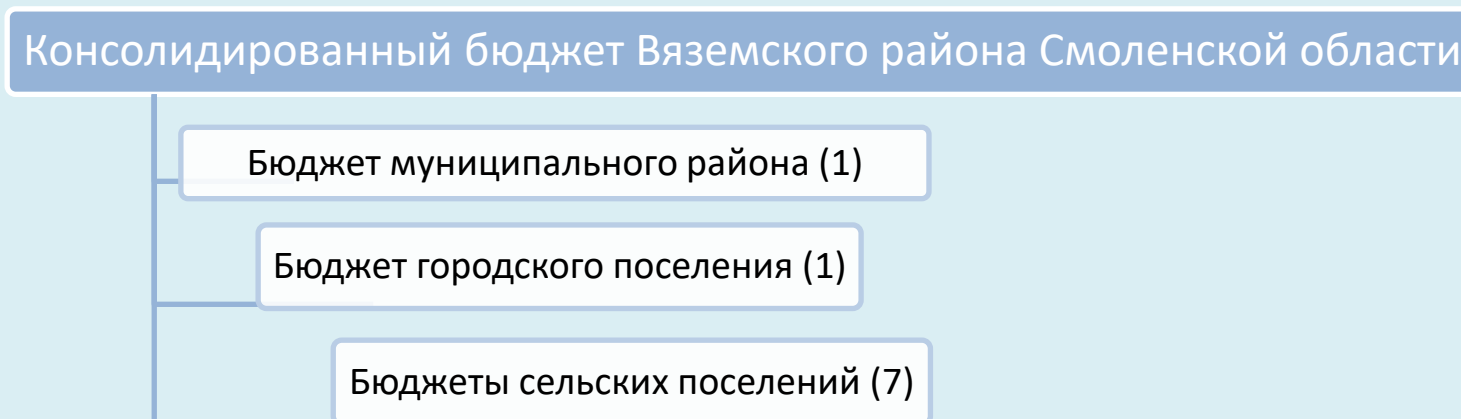 Консолидированный бюджет Вяземского района Смоленской области
Бюджет муниципального района (1)
Бюджет городского поселения (1)
Бюджеты сельских поселений (7)